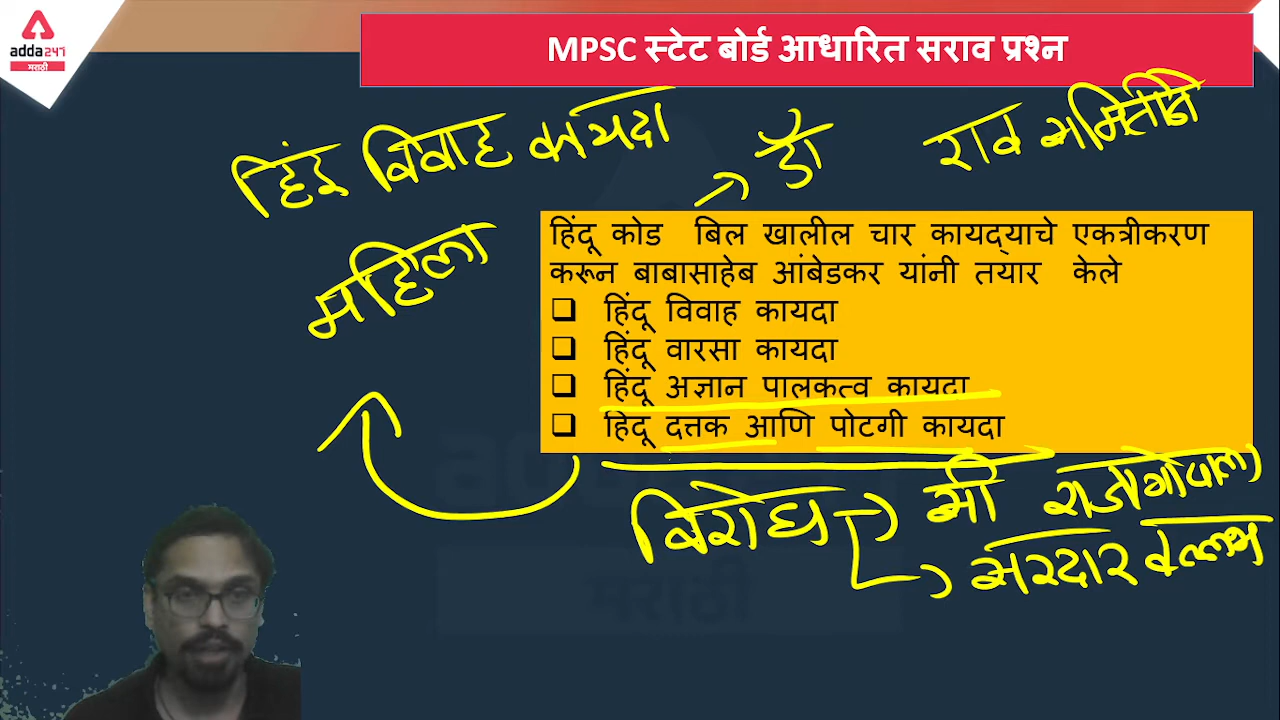 adda247
मराठी
MPSC स्टेट बोर्ड आधारित सराव प्रश्न
हिंदू विवाह कायदा
डॉ राव समितीने
महिला
हिंदू कोड बिल खालील चार कायद्याचे एकत्रीकरण
करून बाबासाहेब आंबेडकर यांनी तयार केले
हिंदू विवाह कायदा
हिंदू वारसा कायदा
हिंदू अज्ञान पालकत्व कायदा
हिदू दत्तक आणि पोटगी कायदा
विरोध सी राजगोपाला
सरदार वल्लभ
मराठी